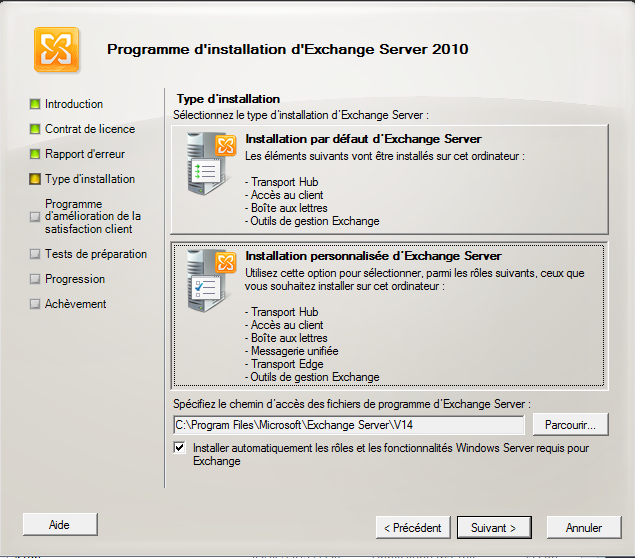 Programme d'installation d'Exchange Server 2010
Introduction
Contrat de licence
Rapport d'erreur
Type d'installation
Programme
d'amélioration de la
satisfaction client
Tests de préparation
Progression
Achèvement
Type d'installation
Sélectionnez le type d'installation d'Exchange Server :
Installation par défaut d'Exchange Server
Les éléments suivants vont être installés sur cet ordinateur :
- Transport Hub
- Accès au client
- Boîte aux lettres
- Outils de gestion Exchange
Installation personnalisée d'Exchange Server
Utilisez cette option pour sélectionner, parmi les rôles suivants, ceux que
vous souhaitez installer sur cet ordinateur :
- Transport Hub
- Accès au client
- Boîte aux lettres
- Messagerie unifiée
- Transport Edge
- Outils de gestion Exchange
Spécifiez le chemin d'accès des fichiers de programme d'Exchange Server :
C:\Program Files\Microsoft\Exchange Server\V14
Parcourir...
Installer automatiquement les rôles et les fonctionnalités Windows Server requis pour
Exchange
Aide
< Précédent
Suivant >
Annuler